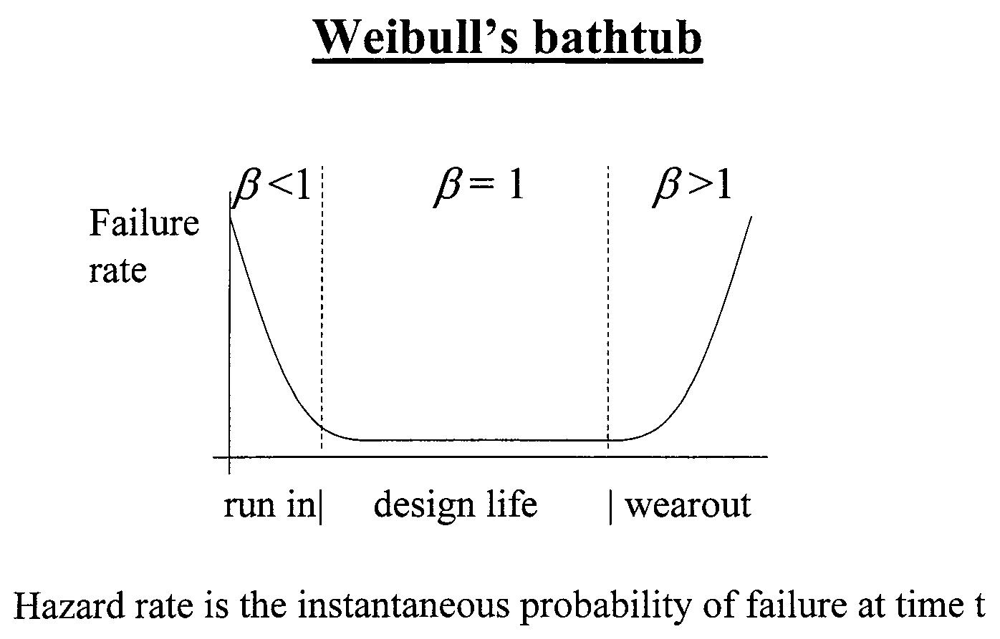 Weibull's bathtub
β<1
β= 1
β>1
Failure
rate
run in|
design life
| wearout
Hazard rate is the instantaneous probability of failure at time t